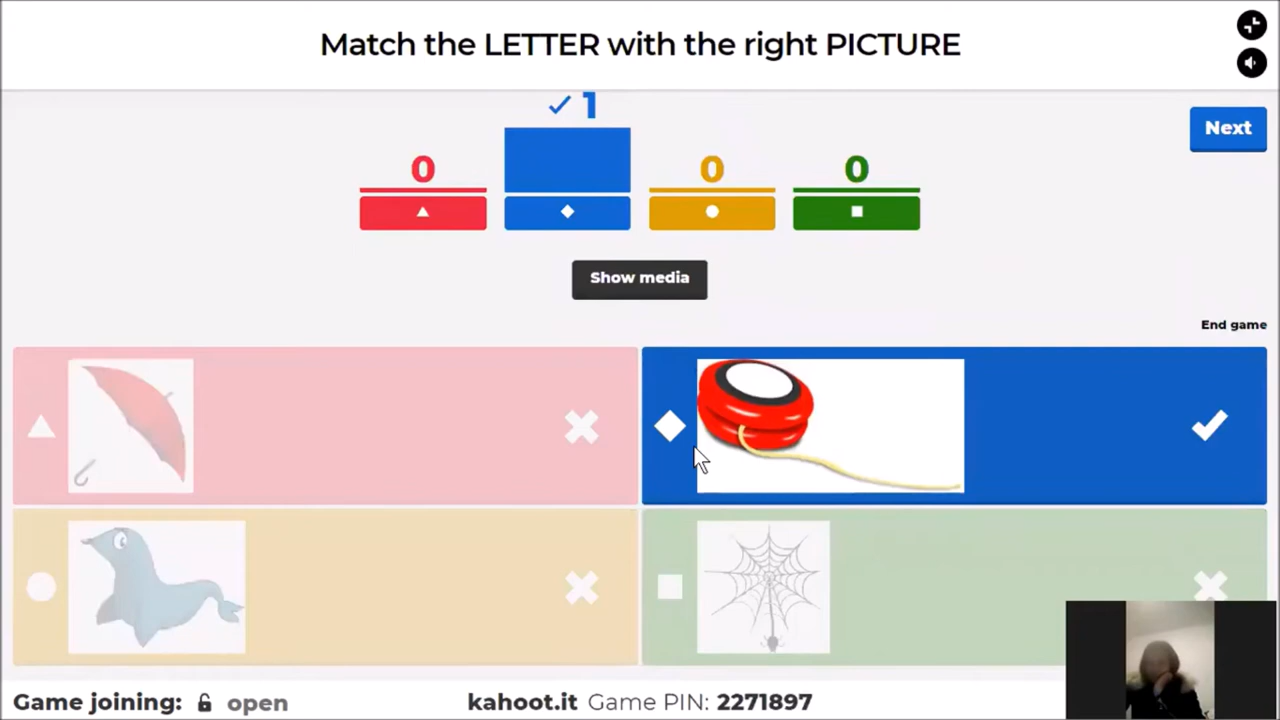 Match the LETTER with the right PICTURE
1
0
0
0
Next
Show media
End game
Game joining: open
kahoot.it Game PIN: 2271897